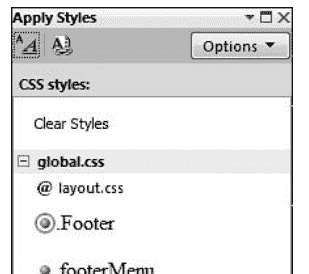 Apply Styles
Options
CSS styles:
Clear Styles
global.css
@ layout.css
.Footer
footerMenu